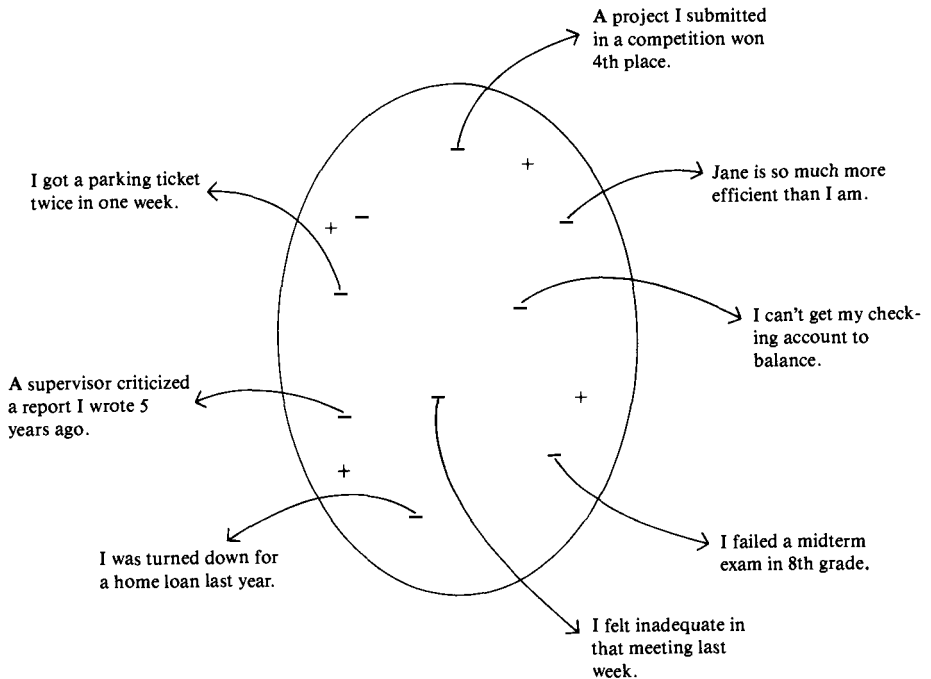 A project I submitted
in a competition won
4th place.
I got a parking ticket
twice in one week.
Jane is so much more
efficient than I am.
I can't get my check-
ing account to
balance.
A supervisor criticized
a report I wrote 5
years ago.
I was turned down for
a home loan last year.
I failed a midterm
exam in 8th grade.
I felt inadequate in
that meeting last
week.